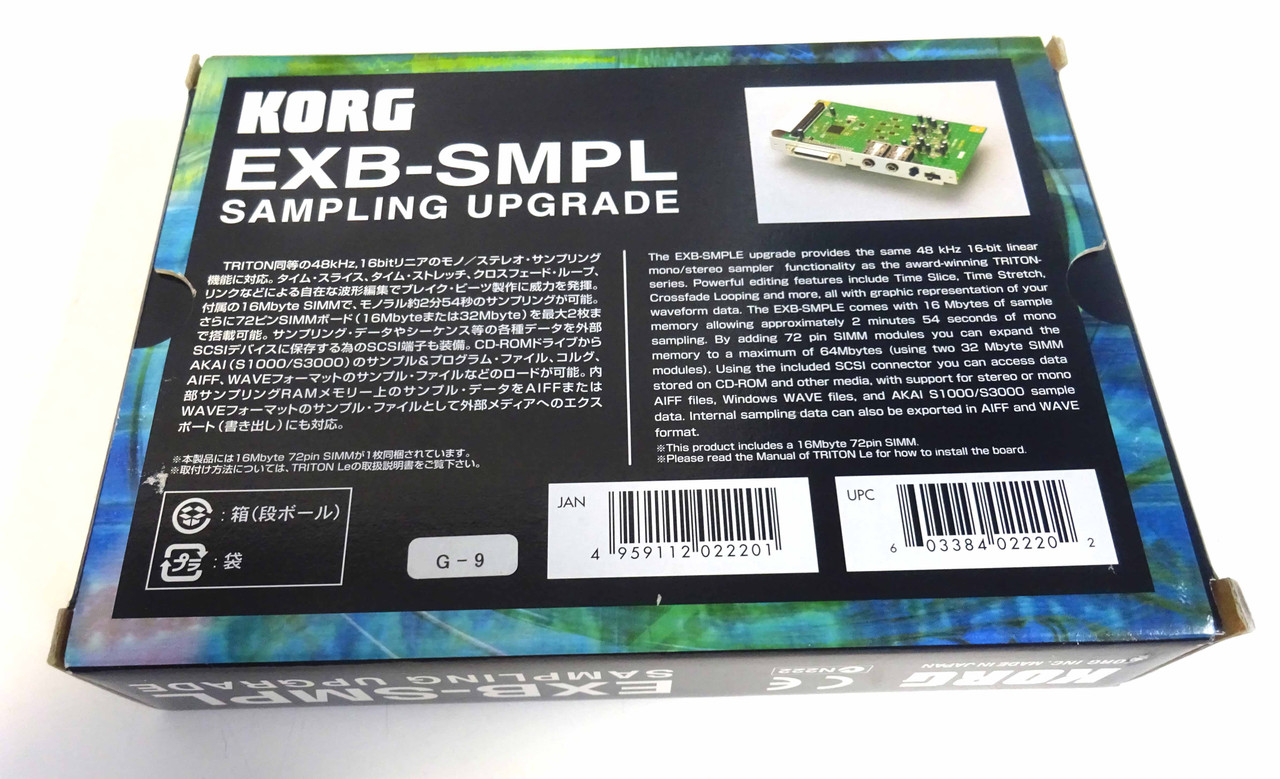 KORG
EXB-SMPL
SAMPLING UPGRADE
TRITON同等の48kHz,16bitリニアのモノ／ステレオ・サンプリング
機能に対応。タイム・スライス、タイム・ストレッチ、クロスフェード・ループ、
リンクなどによる自在な波形編集でブレイク・ビーツ製作に威力を発揮。
付属の16Mbyte SIMMで、モノラル約2分54秒のサンプリングが可能。
さらに72ピンSIMMボード（16Mbyteまたは32Mbyte）を最大2枚ま
で搭載可能。サンプリング・データやシーケンス等の各種データを外部
SCSIデバイスに保存する為のSCSI端子も装備。CD-ROMドライブから
AKAI（S1000/S3000）のサンプル＆プログラム・ファイル、コルグ、
AIFF、WAVEフォーマットのサンプル・ファイルなどのロードが可能。内
部サンプリングRAMメモリー上のサンプル・データをAIFFまたは
WAVEフォーマットのサンプル・ファイルとして外部メディアへのエクス
ポート（書き出し）にも対応。
※本製品には16Mbyte 72pin SIMMが1枚同梱されています。
※取付け方法については、TRITON Leの取扱説明書をご覧下さい。
The EXB-SMPLE upgrade provides the same 48 kHz 16-bit linear
mono/stereo sampler functionality as the award-winning TRITON-
series. Powerful editing features include Time Slice, Time Stretch,
Crossfade Looping and more, all with graphic representation of your
waveform data. The EXB-SMPLE comes with 16 Mbytes of sample
memory allowing approximately 2 minutes 54 seconds of mono
sampling. By adding 72 pin SIMM modules you can expand the
memory to a maximum of 64Mbytes (using two 32 Mbyte SIMM
modules). Using the included SCSI connector you can access data
stored on CD-ROM and other media, with support for stereo or mono
AIFF files, Windows WAVE files, and AKAI S1000/S3000 sample
data. Internal sampling data can also be exported in AIFF and WAVE
format.
※This product includes a 16Mbyte 72pin SIMM.
※Please read the Manual of TRITON Le for how to install the board.
：箱（段ボール）
プラ：袋
G-9
JAN
4 959112 022201
UPC
6 03384 02220 2
KORG
KORG INC. MADE IN JAPAN
CE
N222
EXB-SMPL
SAMPLING UPGRADE